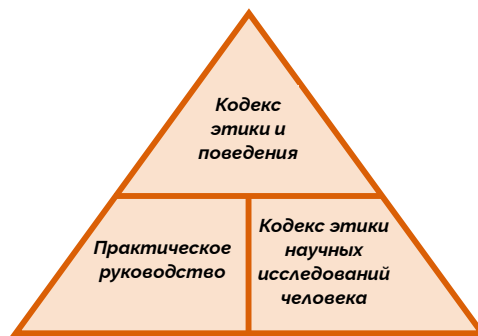 Кодекс
этики и
поведения
Практическое
руководство
Кодекс этики
научных
исследований
человека